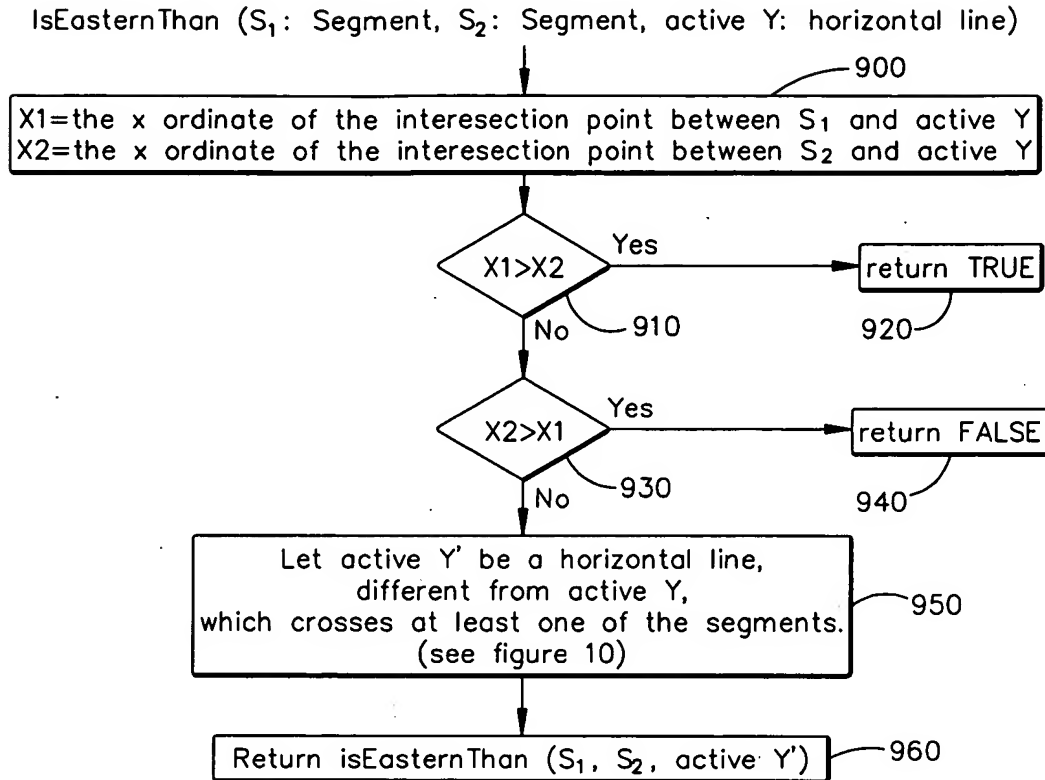 IsEasternThan (S₁: Segment, S₂: Segment, active Y: horizontal line)
900
X1=the x ordinate of the interesection point between S₁ and active Y
X2=the x ordinate of the interesection point between S₂ and active Y
X1>X2
Yes
return TRUE
910
920
No
X2>X1
Yes
return FALSE
930
940
No
Let active Y' be a horizontal line,
different from active Y,
which crosses at least one of the segments.
(see figure 10)
950
Return isEasternThan (S₁, S₂, active Y')
960